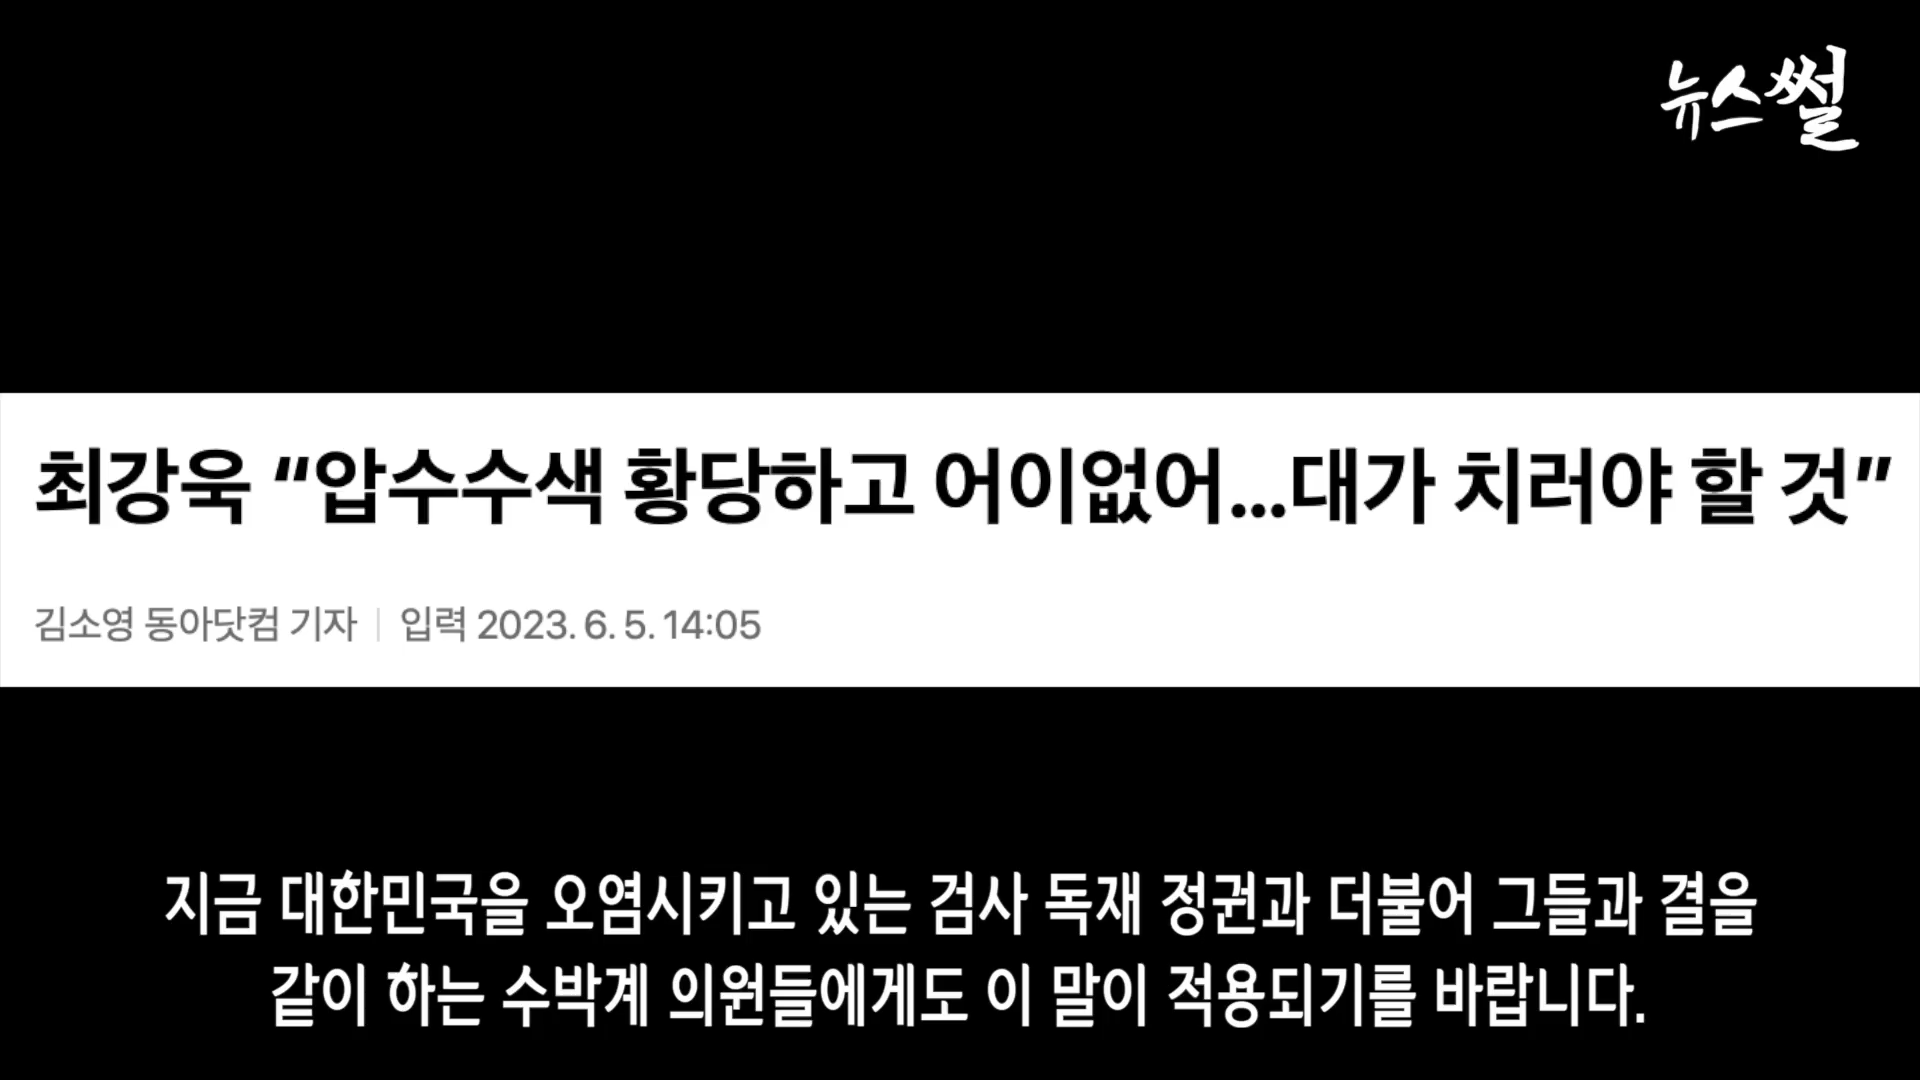 뉴스썰
최강욱 “압수수색 황당하고 어이없어...대가 치러야 할 것”
김소영 동아닷컴 기자 | 입력 2023. 6. 5. 14:05
지금 대한민국을 오염시키고 있는 검사 독재 정권과 더불어 그들과 결을
같이 하는 수박계 의원들에게도 이 말이 적용되기를 바랍니다.